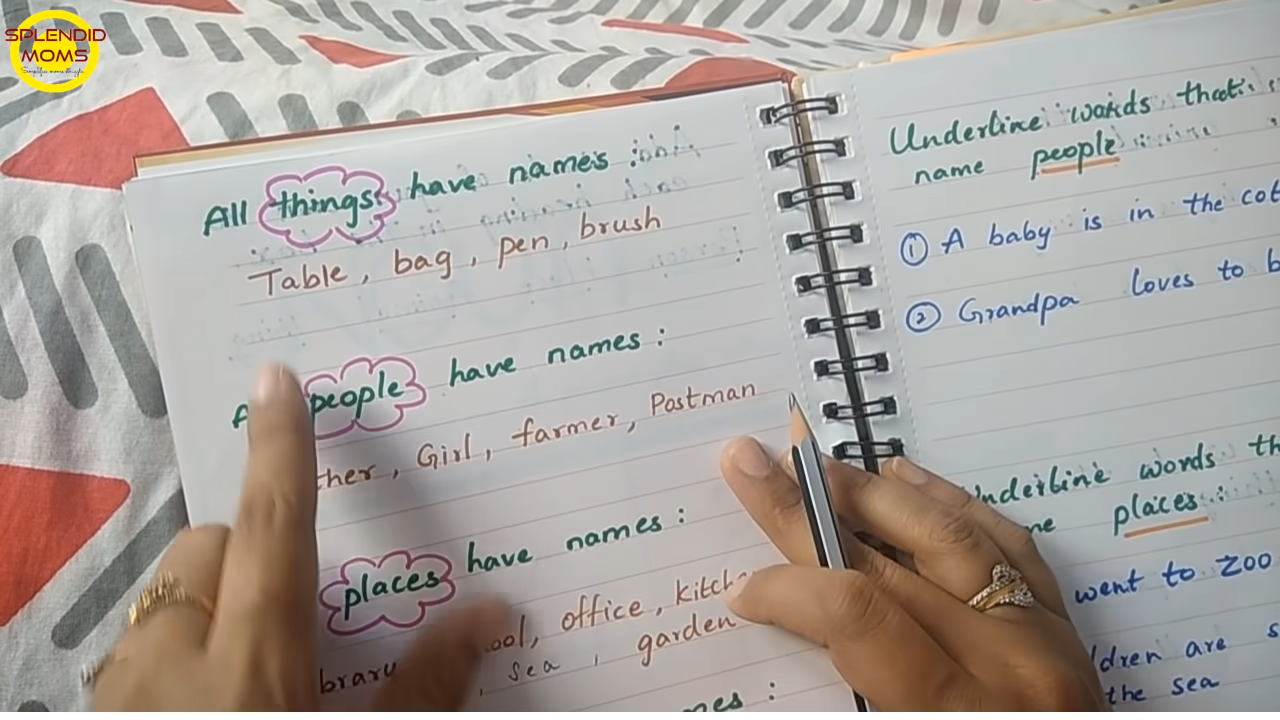 SPLENDID
MOMS
All things have names :
Table, bag, pen, brush
people have names :
Girl, farmer, Postman
places have names :
office,
sea, garden
Underline words that
name people
① A baby is in the cot
② Grandpa loves to
words
places :
went to zoo
are
the sea